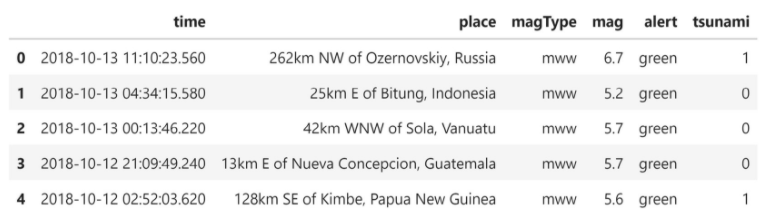 time place magType mag alert tsunami
0 2018-10-13 11:10:23.560 262km NW of Ozernovskiy, Russia mww 6.7 green 1
1 2018-10-13 04:34:15.580 25km E of Bitung, Indonesia mww 5.2 green 0
2 2018-10-13 00:13:46.220 42km WNW of Sola, Vanuatu mww 5.7 green 0
3 2018-10-12 21:09:49.240 13km E of Nueva Concepcion, Guatemala mww 5.7 green 0
4 2018-10-12 02:52:03.620 128km SE of Kimbe, Papua New Guinea mww 5.6 green 1